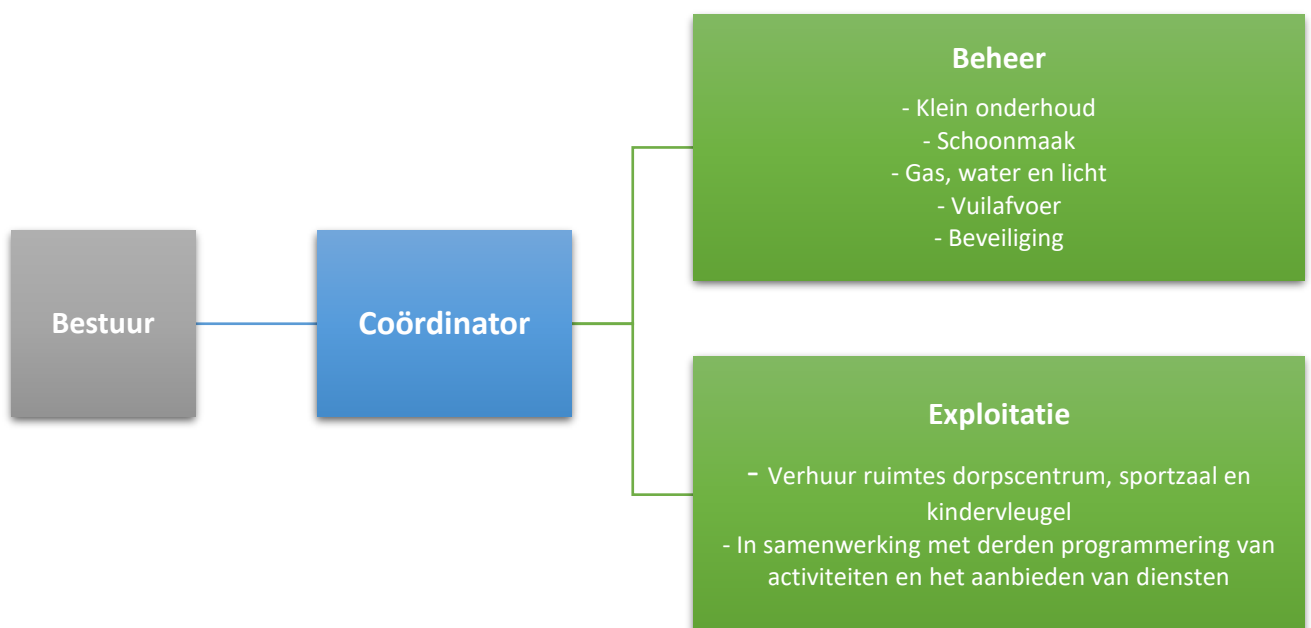 Bestuur
Coördinator
Beheer
- Klein onderhoud
- Schoonmaak
- Gas, water en licht
- Vuilafvoer
- Beveiliging
Exploitatie
- Verhuur ruimtes dorpscentrum, sportzaal en
kindervleugel
- In samenwerking met derden programmering van
activiteiten en het aanbieden van diensten